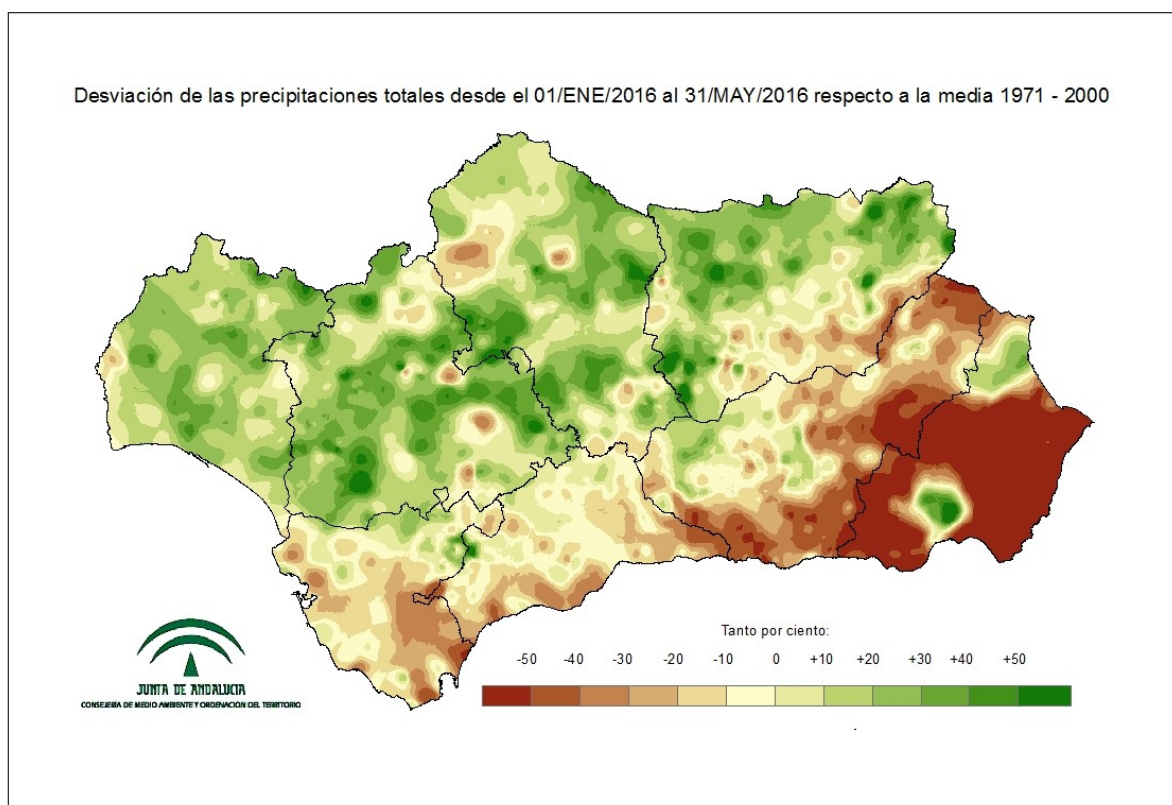 Desviación de las precipitaciones totales desde el 01/ENE/2016 al 31/MAY/2016 respecto a la media 1971 - 2000
Tanto por ciento:
-50 -40 -30 -20 -10 0 +10 +20 +30 +40 +50
JUNTA DE ANDALUCIA
CONSEJERÍA DE MEDIO AMBIENTE Y ORDENACIÓN DEL TERRITORIO